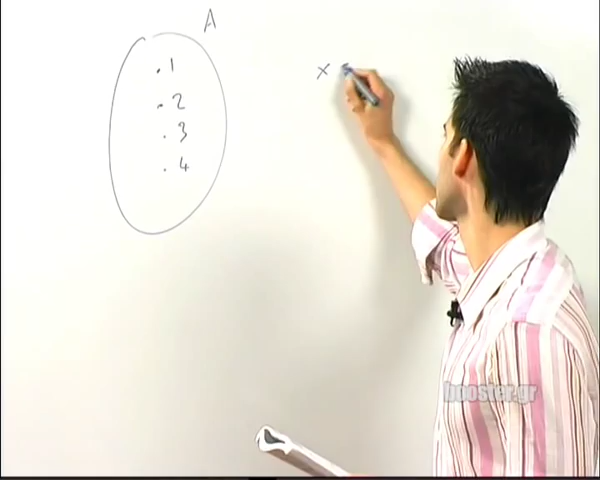 A
. 1
. 2
. 3
. 4
x
booster.gr